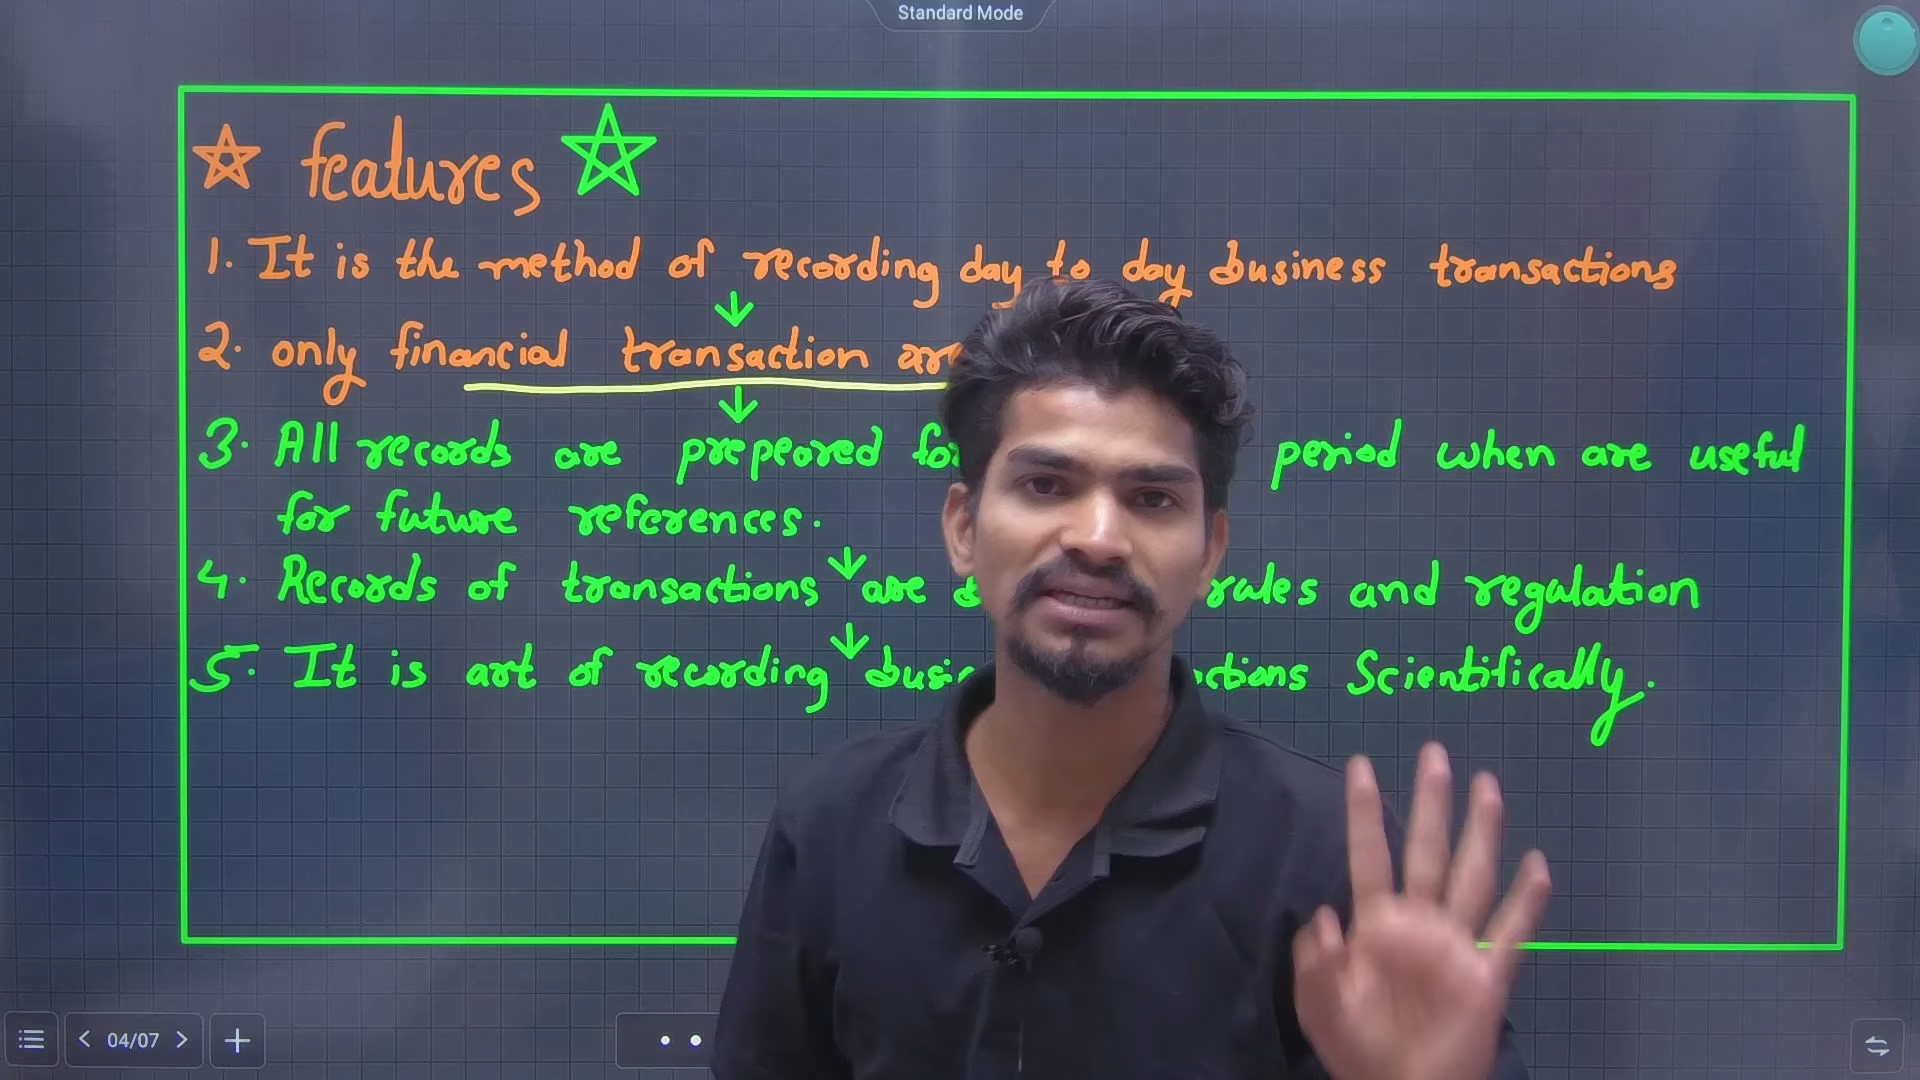 Standard Mode
features
1. It is the method of recording day to day business transactions
2. only financial transaction
3. All records are prepeared period when are useful
for future references.
4. Records of transactions are rules and regulation
5. It is art of recording Scientifically.
04/07